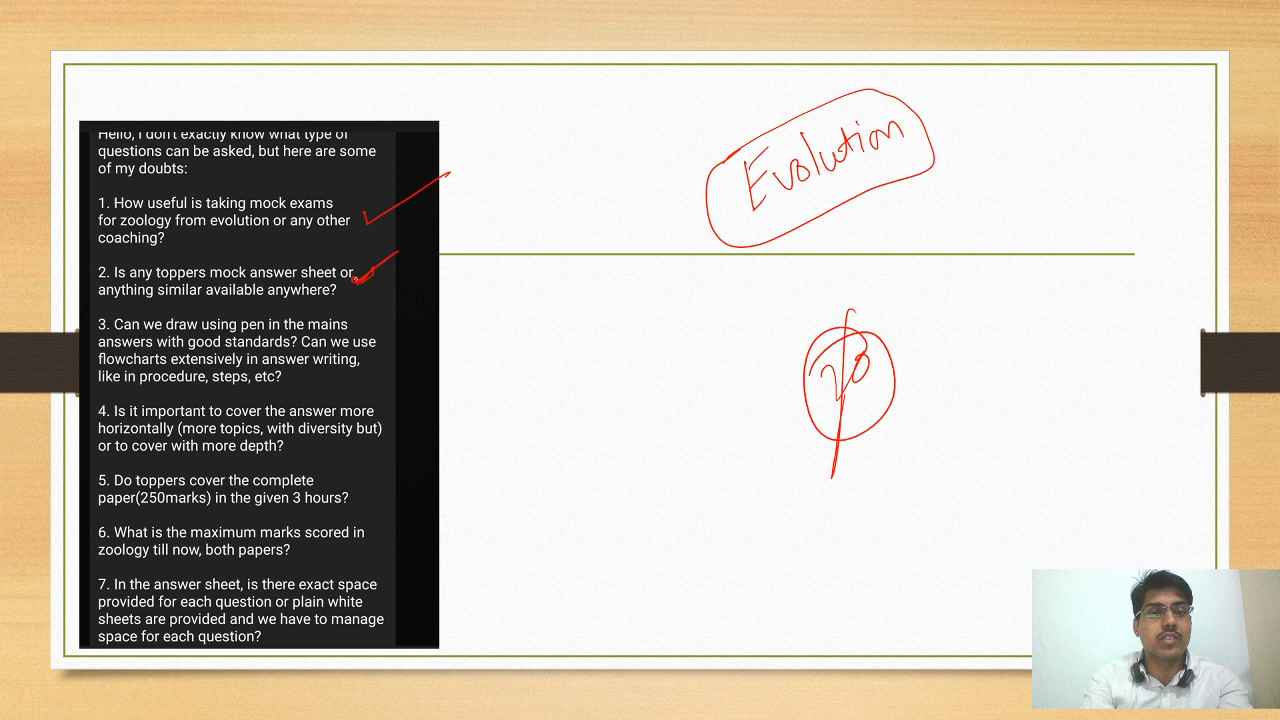 Hello, I don't exactly know what type of
questions can be asked, but here are some
of my doubts:
1. How useful is taking mock exams
for zoology from evolution or any other
coaching?
2. Is any toppers mock answer sheet or
anything similar available anywhere?
3. Can we draw using pen in the mains
answers with good standards? Can we use
flowcharts extensively in answer writing,
like in procedure, steps, etc?
4. Is it important to cover the answer more
horizontally (more topics, with diversity but)
or to cover with more depth?
5. Do toppers cover the complete
paper(250marks) in the given 3 hours?
6. What is the maximum marks scored in
zoology till now, both papers?
7. In the answer sheet, is there exact space
provided for each question or plain white
sheets are provided and we have to manage
space for each question?
Evolution